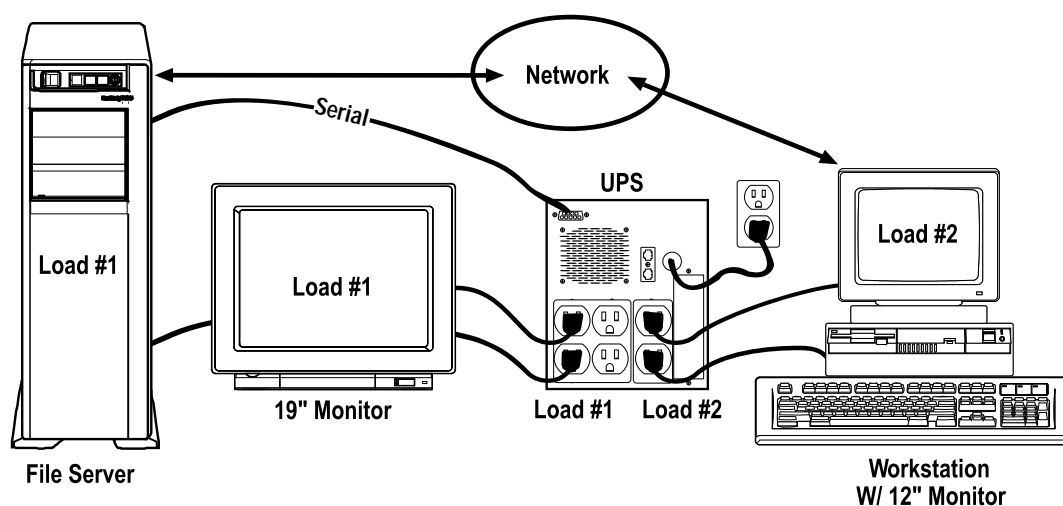 Network
Serial
UPS
Load #1
Load #1
Load #2
19" Monitor
Load #1
Load #2
File Server
Workstation
W/ 12" Monitor